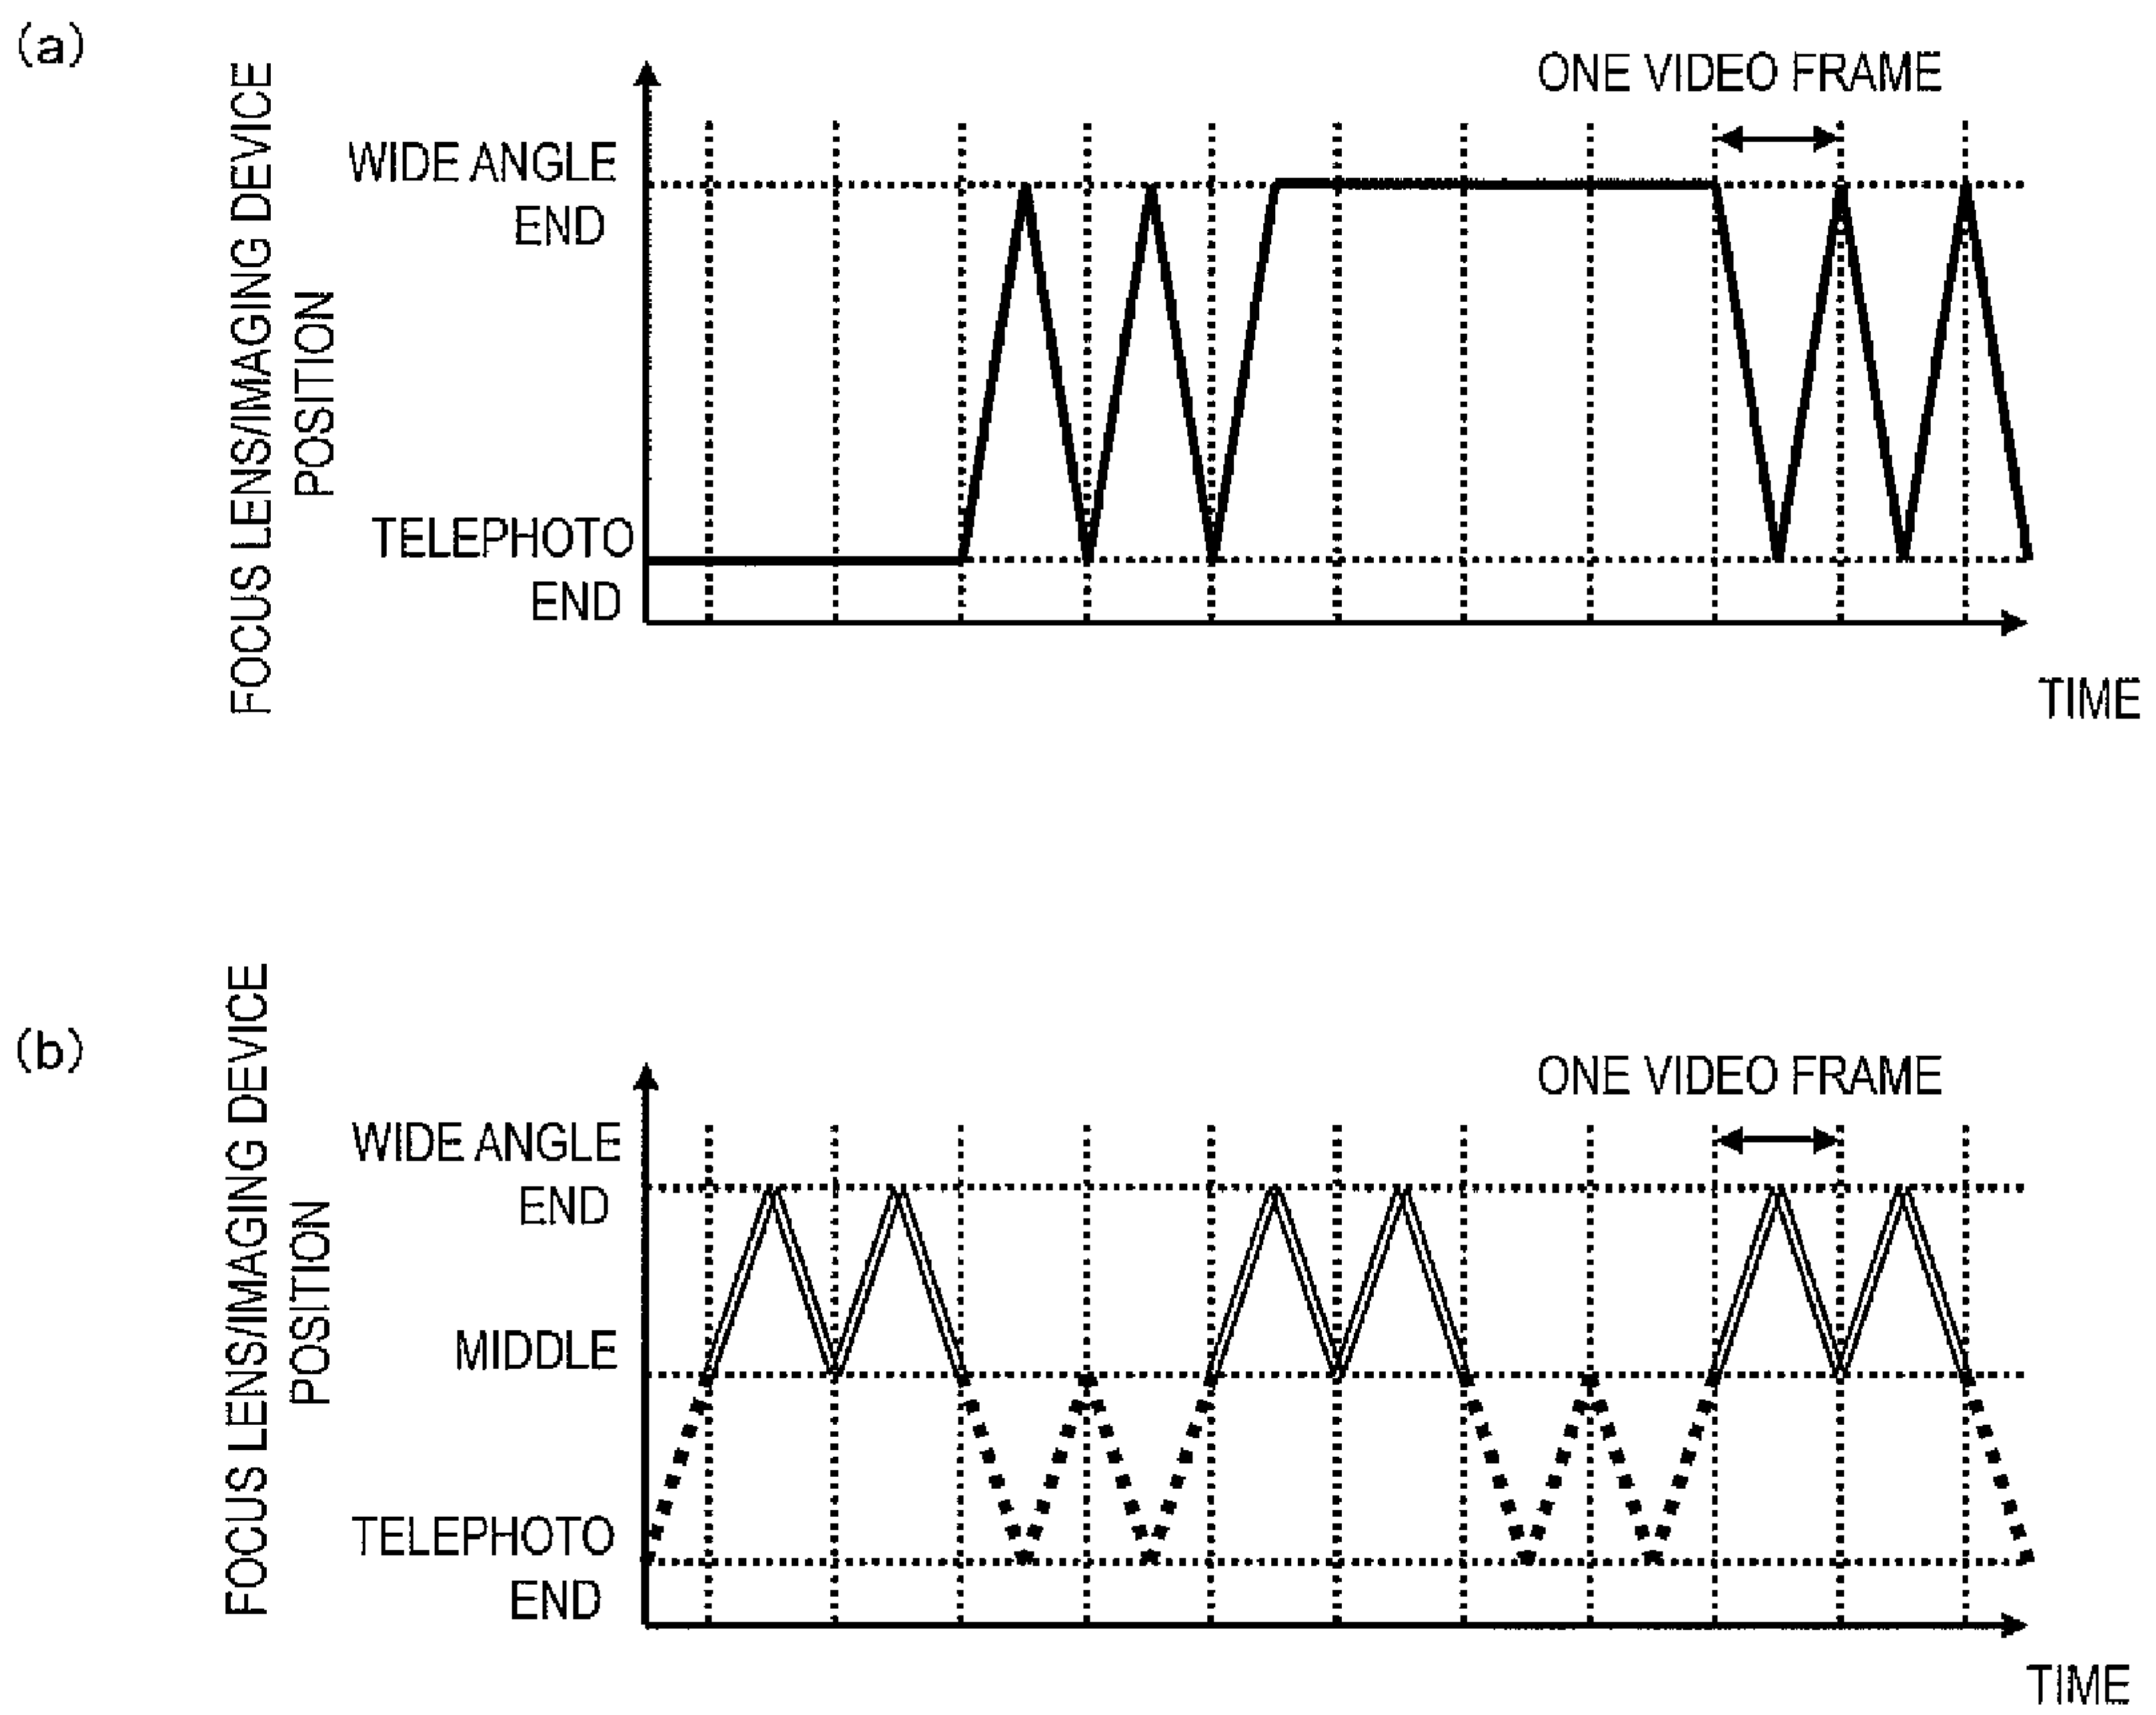 (a)
FOCUS LENS/IMAGING DEVICE
POSITION
ONE VIDEO FRAME
WIDE ANGLE
END
TELEPHOTO
END
TIME
(b)
FOCUS LENS/IMAGING DEVICE
POSITION
ONE VIDEO FRAME
WIDE ANGLE
END
MIDDLE
TELEPHOTO
END
TIME